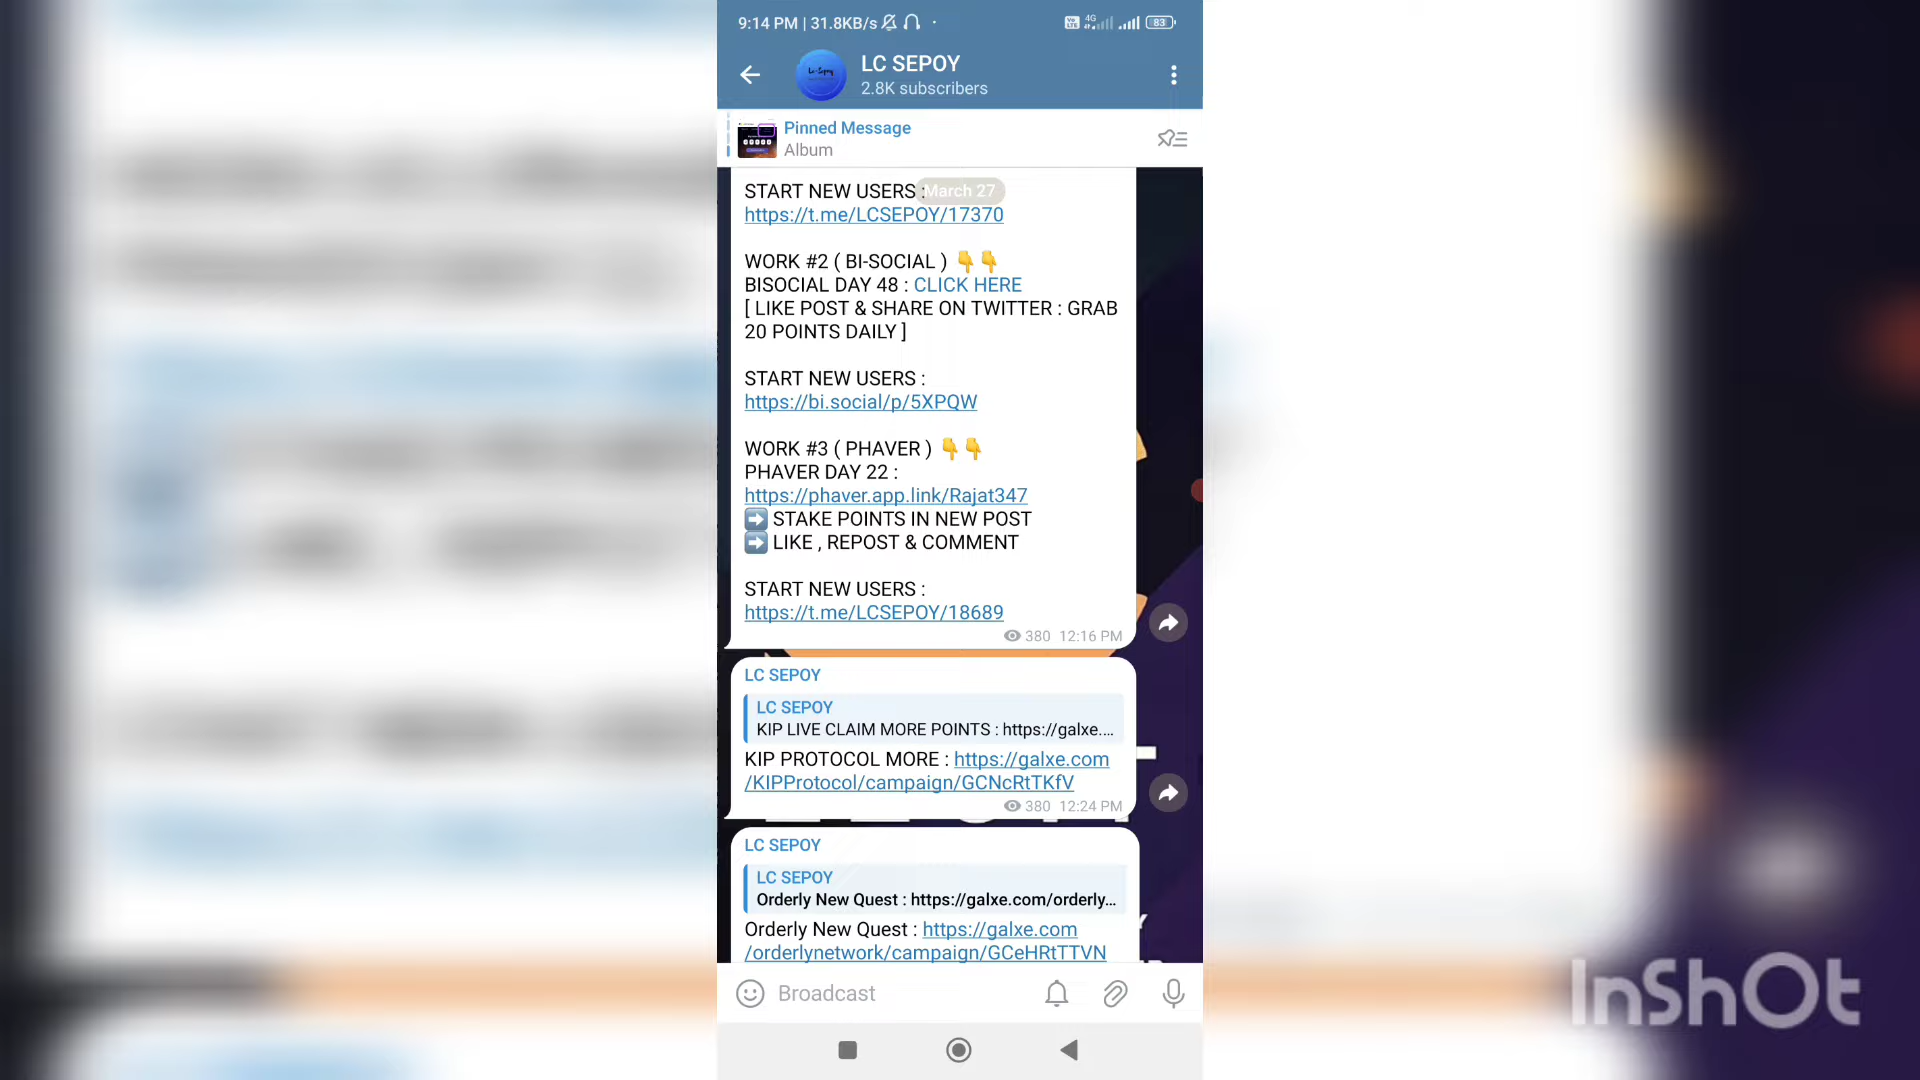 9:14 PM | 31.8KB/s
4G
83
LC SEPOY
2.8K subscribers
Pinned Message
Album
START NEW USERS :
March 27
https://t.me/LCSEPOY/17370
WORK #2 ( BI-SOCIAL ) 👇👇
BISOCIAL DAY 48 : CLICK HERE
[ LIKE POST & SHARE ON TWITTER : GRAB
20 POINTS DAILY ]
START NEW USERS :
https://bi.social/p/5XPQW
WORK #3 ( PHAVER ) 👇👇
PHAVER DAY 22 :
https://phaver.app.link/Rajat347
➡️ STAKE POINTS IN NEW POST
➡️ LIKE , REPOST & COMMENT
START NEW USERS :
https://t.me/LCSEPOY/18689
380 12:16 PM
LC SEPOY
LC SEPOY
KIP LIVE CLAIM MORE POINTS : https://galxe....
KIP PROTOCOL MORE : https://galxe.com
/KIPProtocol/campaign/GCNcRtTKfV
380 12:24 PM
LC SEPOY
LC SEPOY
Orderly New Quest : https://galxe.com/orderly...
Orderly New Quest : https://galxe.com
/orderlynetwork/campaign/GCeHRtTTVN
Broadcast
InShOt